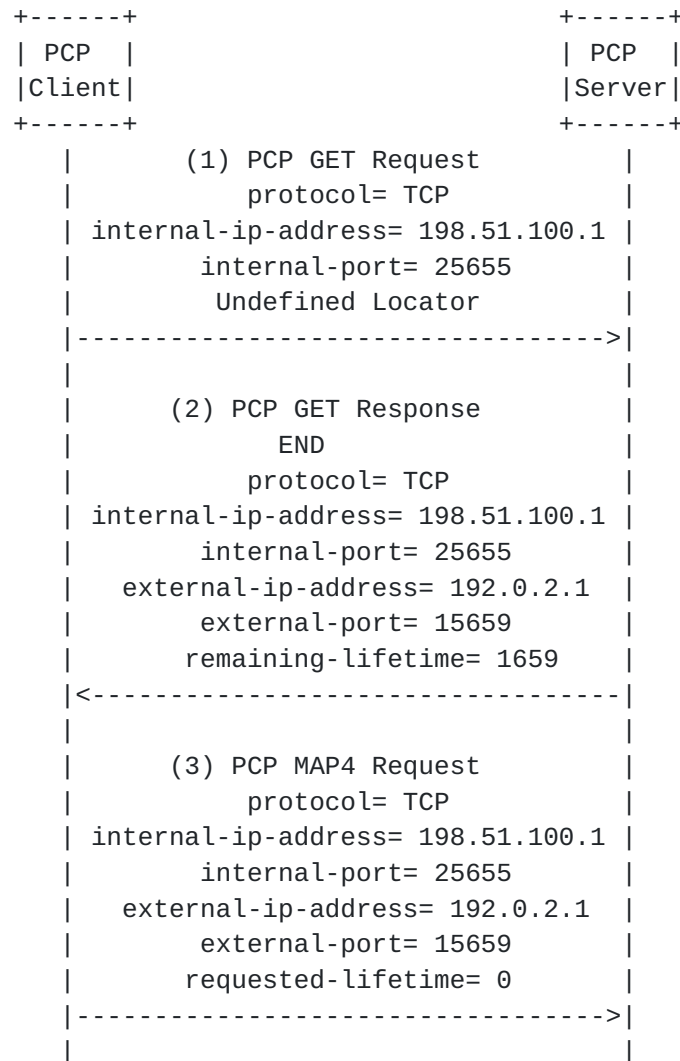 +------+                            +------+
| PCP  |                            | PCP  |
|Client|                            |Server|
+------+                            +------+
   |       (1) PCP GET Request         |
   |           protocol= TCP           |
   | internal-ip-address= 198.51.100.1 |
   |        internal-port= 25655       |
   |         Undefined Locator         |
   |---------------------------------->|
   |                                   |
   |      (2) PCP GET Response         |
   |             END                   |
   |           protocol= TCP           |
   | internal-ip-address= 198.51.100.1 |
   |        internal-port= 25655       |
   |   external-ip-address= 192.0.2.1  |
   |        external-port= 15659       |
   |       remaining-lifetime= 1659    |
   |<----------------------------------|
   |                                   |
   |      (3) PCP MAP4 Request         |
   |           protocol= TCP           |
   | internal-ip-address= 198.51.100.1 |
   |        internal-port= 25655       |
   |   external-ip-address= 192.0.2.1  |
   |        external-port= 15659       |
   |       requested-lifetime= 0       |
   |---------------------------------->|
   |                                   |